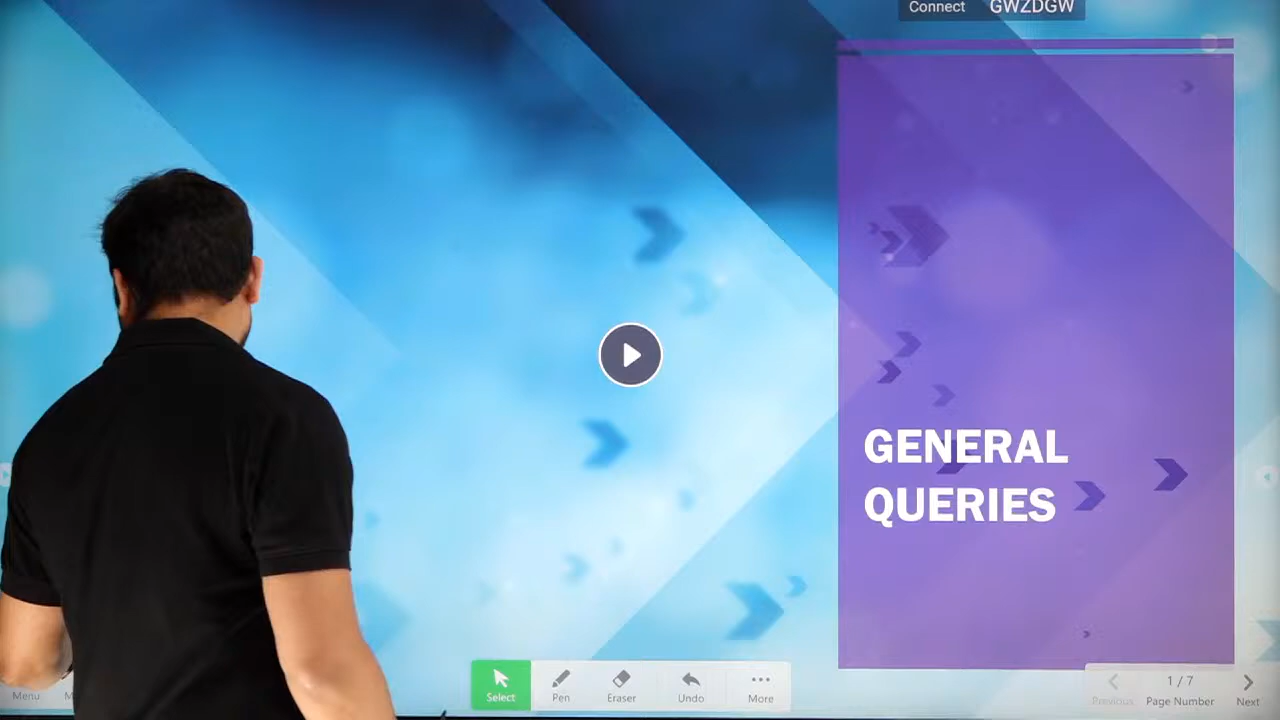 Connect GWZDGW
GENERAL
QUERIES
Menu
Select
Pen
Eraser
Undo
More
1 / 7
Previous
Page Number
Next